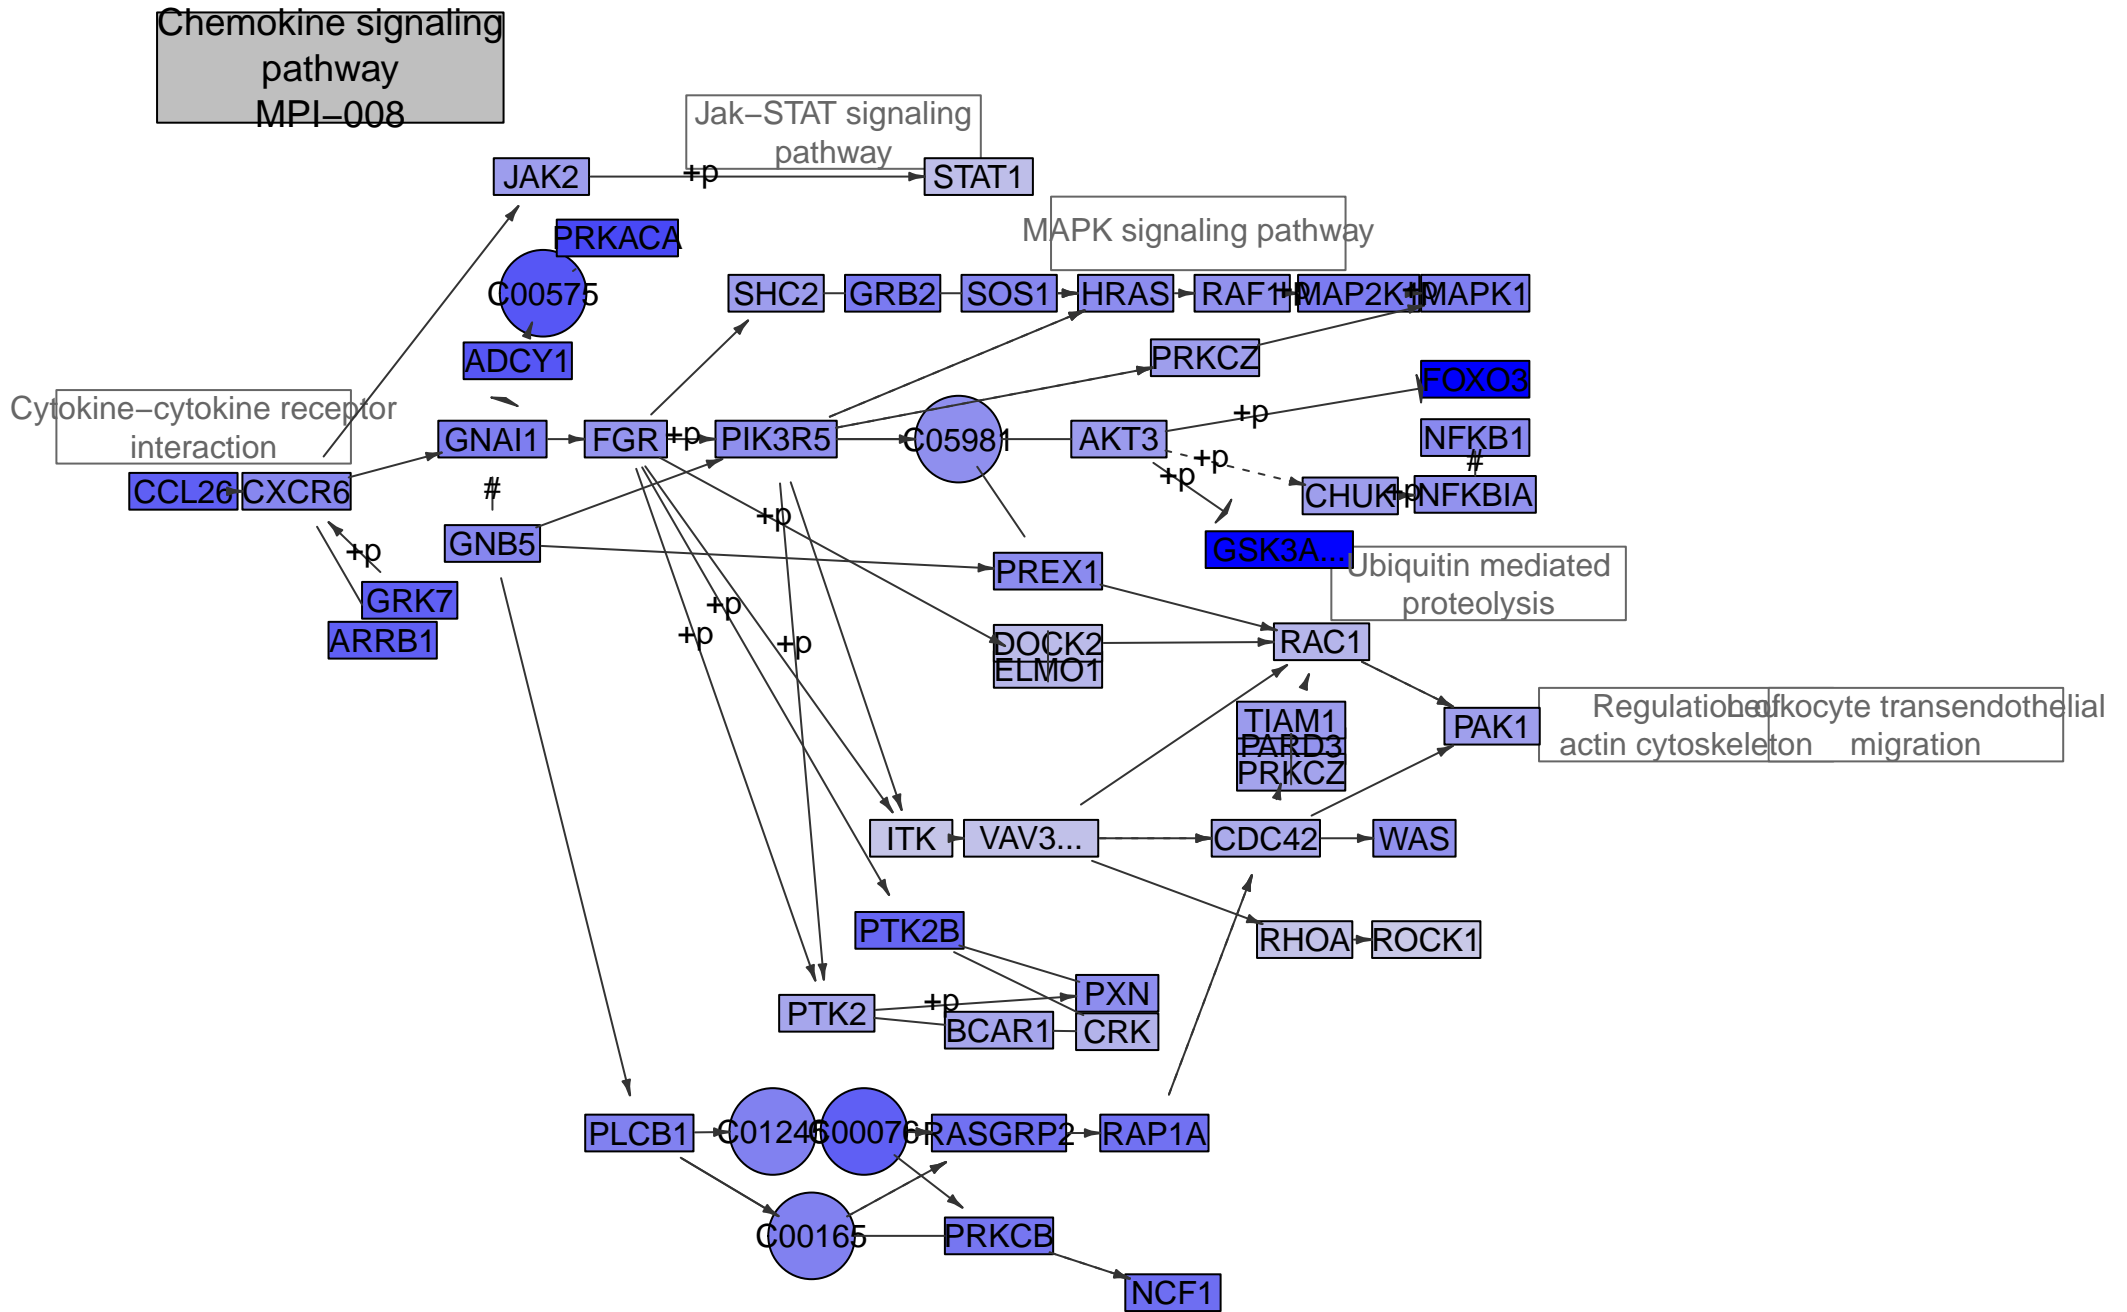 Chemokine signaling
pathway
MPI−008
Jak−STAT signaling
pathway
JAK2
+p
STAT1
PRKACA
MAPK signaling pathway
C00575
SHC2
GRB2
SOS1
HRAS
RAF1
+p
MAP2K1
+p
MAPK1
ADCY1
PRKCZ
FOXO3
Cytokine−cytokine receptor
interaction
+p
GNAI1
FGR
+p
PIK3R5
C05981
AKT3
NFKB1
+p
#
+p
CCL26
CXCR6
#
CHUK
+p
NFKBIA
+p
GNB5
+p
GSK3A...
PREX1
Ubiquitin mediated
proteolysis
GRK7
+p
ARRB1
+p
+p
DOCK2
ELMO1
RAC1
TIAM1
PARD3
PRKCZ
PAK1
Regulation of
actin cytoskeleton
Leukocyte transendothelial
migration
ITK
VAV3...
CDC42
WAS
PTK2B
RHOA
ROCK1
PTK2
+p
PXN
BCAR1
CRK
PLCB1
C01245
C00076
RASGRP2
RAP1A
C00165
PRKCB
NCF1